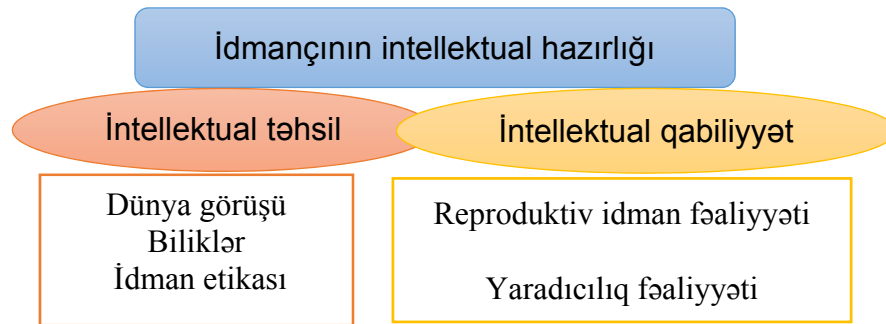 İdmançının intellektual hazırlığı
İntellektual təhsil
İntellektual qabiliyyət
Dünya görüşü
Biliklər
İdman etikası
Reproduktiv idman fəaliyyəti
Yaradıcılıq fəaliyyəti